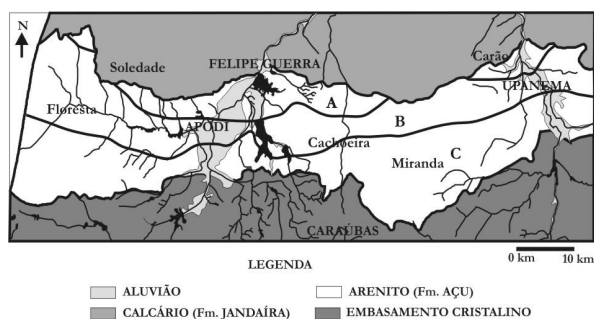 N
Soledade
FELIPE GUERRA
Carão
UPANEMA
Floresta
A
APODI
B
Cachoeira
Miranda
C
CARAÚBAS
0 km 10 km
LEGENDA
ALUVIÃO
ARENITO (Fm. AÇU)
CALCÁRIO (Fm. JANDAÍRA)
EMBASAMENTO CRISTALINO